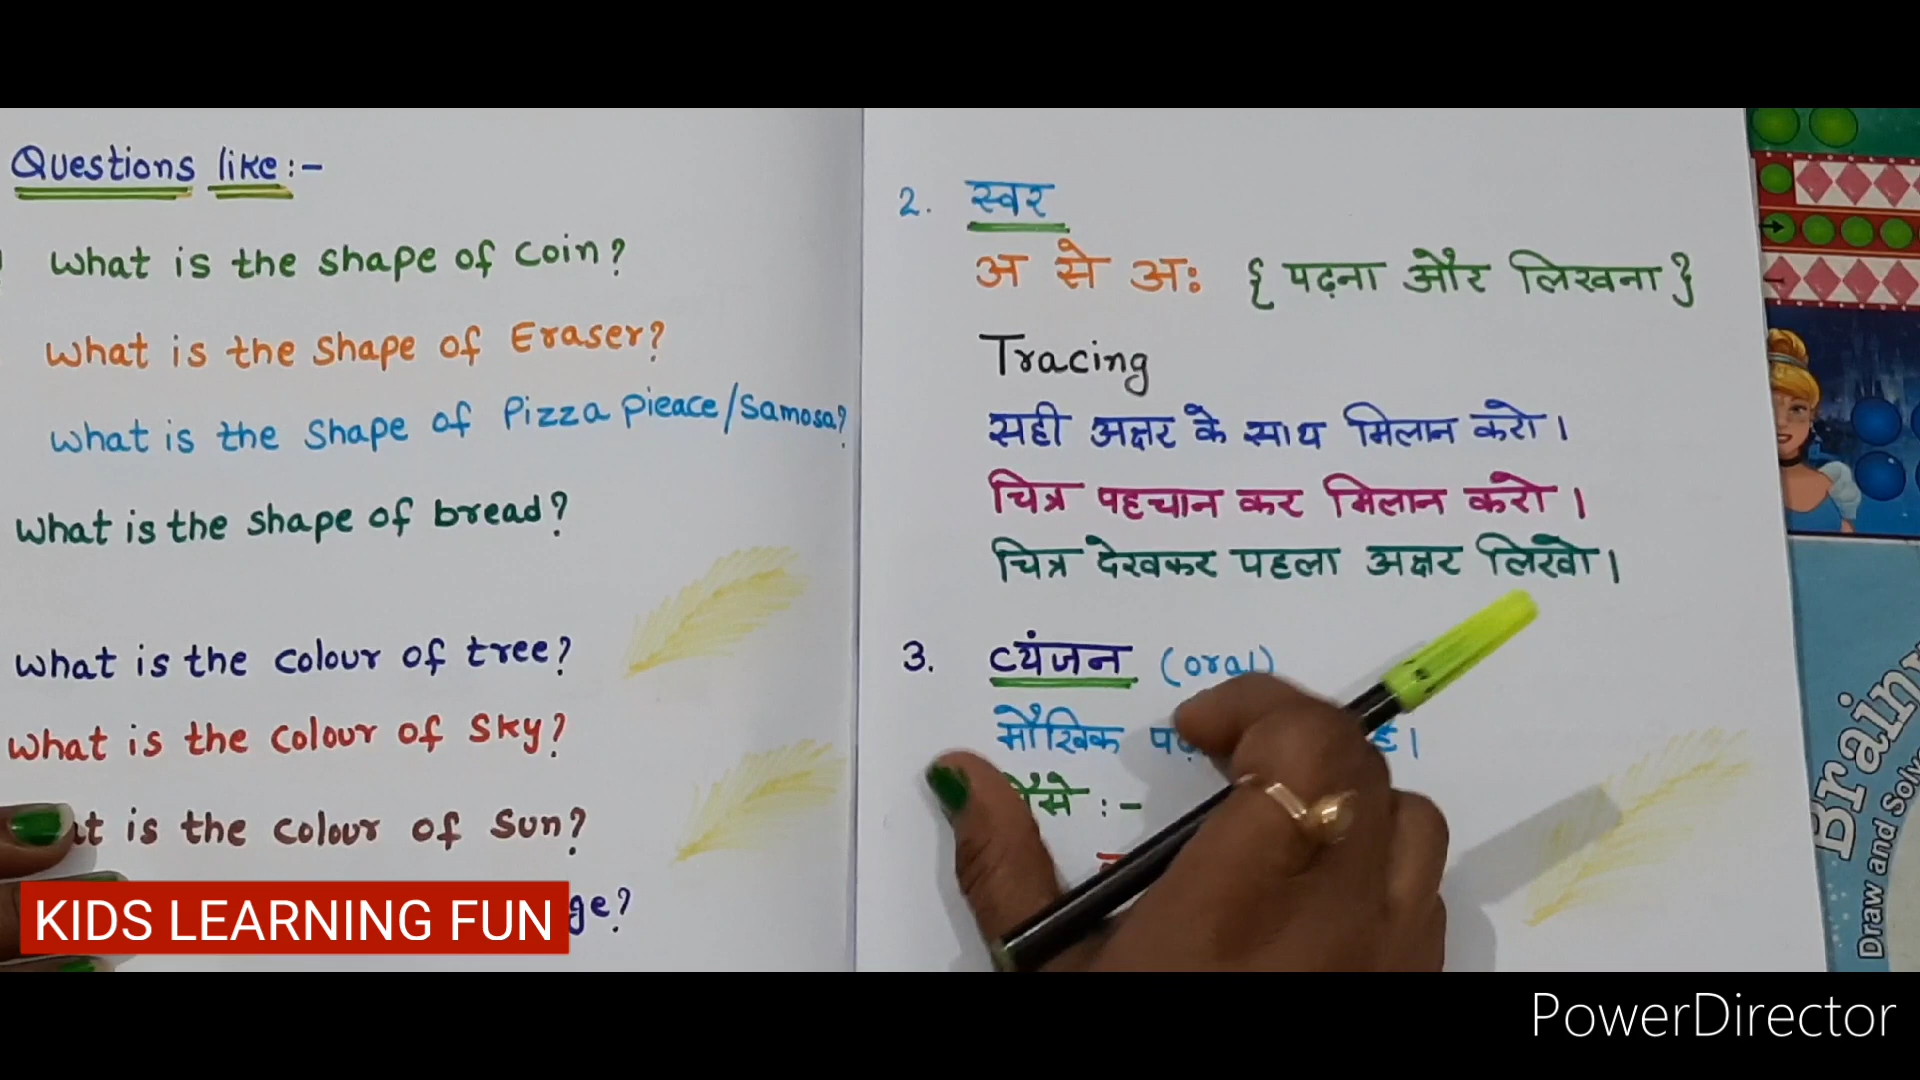 Questions like:-
What is the shape of coin?
What is the shape of Eraser?
What is the shape of Pizza pieace/Samosa?
What is the shape of bread?
What is the colour of tree?
What is the colour of Sky?
is the colour of Sun?
KIDS LEARNING FUN
2. स्वर
अ से अः { पढ़ना और लिखना }
Tracing
सही अक्षर के साथ मिलान करो।
चित्र पहचान कर मिलान करो।
चित्र देखकर पहला अक्षर लिखो।
3. व्यंजन (oral)
मौखिक
:-
Brainy
Draw and Solve
PowerDirector